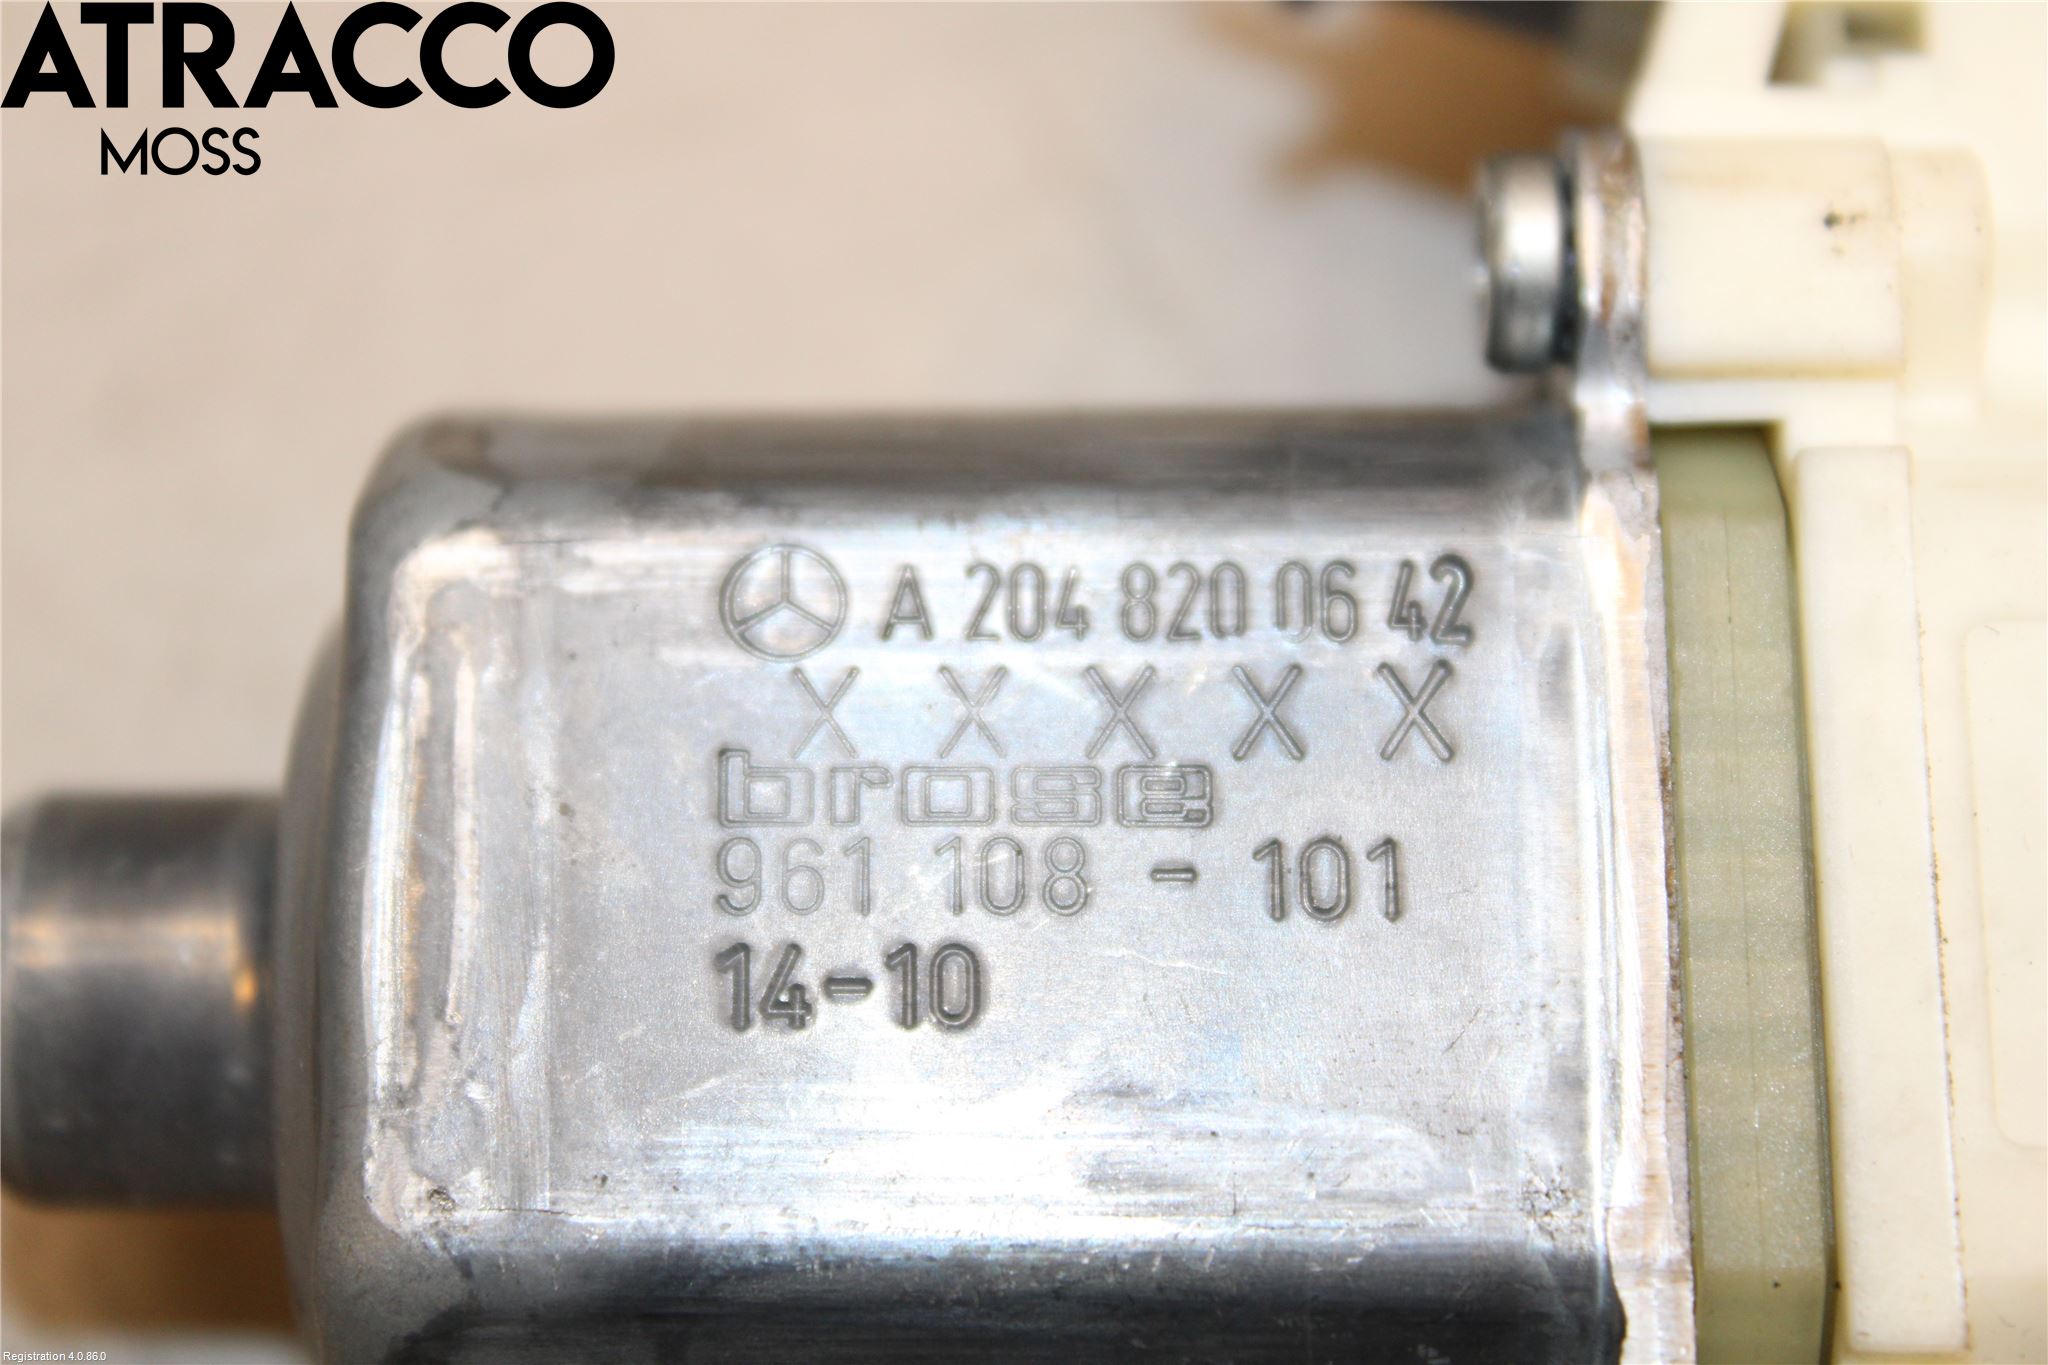 ATRACCO
MOSS
A 204 820 06 42
X X X X X
brose
961 108 - 101
14-10
Registration 4.0.86.0